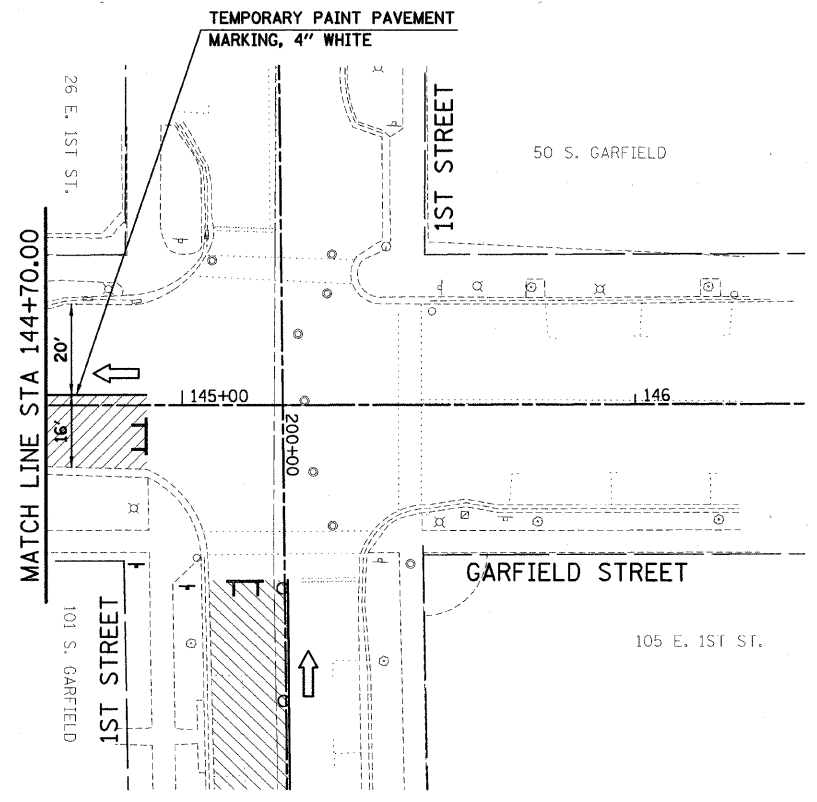 TEMPORARY PAINT PAVEMENT
MARKING, 4" WHITE
26 E. 1ST ST.
1ST STREET
50 S. GARFIELD
MATCH LINE STA 144+70.00
20'
16'
145+00
200+00
146
GARFIELD STREET
101 S. GARFIELD
1ST STREET
105 E. 1ST ST.